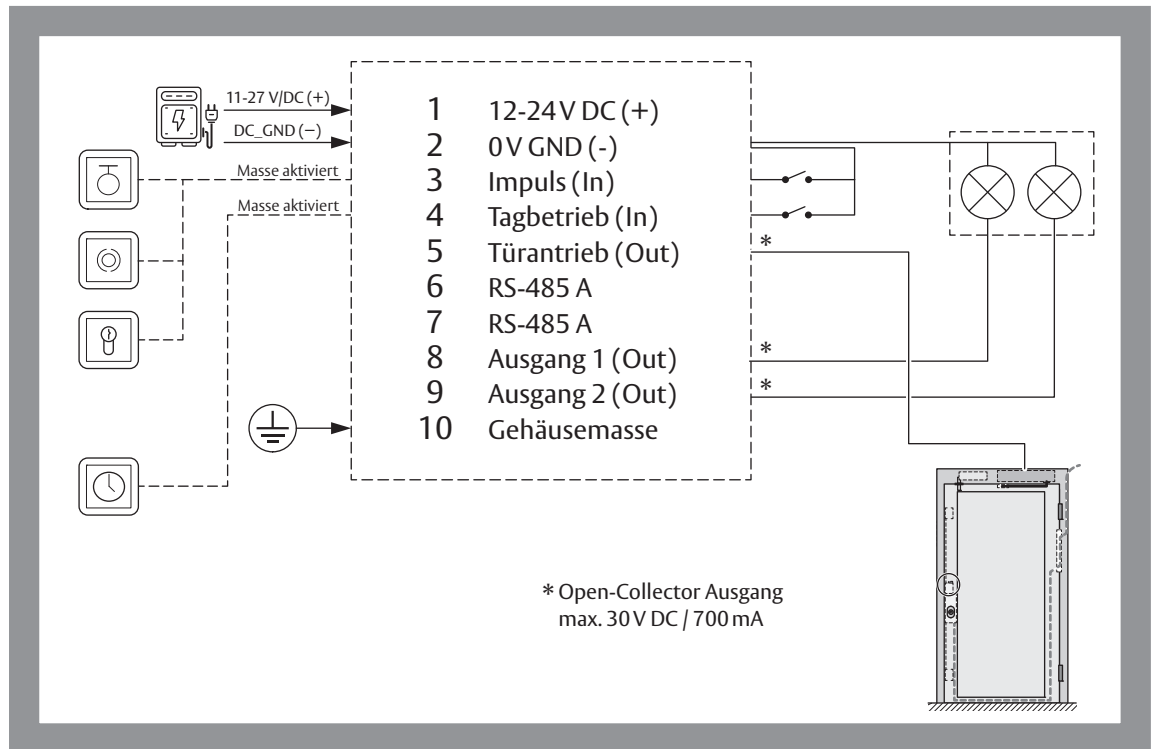 11-27 V/DC (+)
DC_GND (−)
Masse aktiviert
Masse aktiviert
1 12-24 V DC (+)
2 0 V GND (-)
3 Impuls (In)
4 Tagbetrieb (In)
5 Türantrieb (Out)
6 RS-485 A
7 RS-485 A
8 Ausgang 1 (Out)
9 Ausgang 2 (Out)
10 Gehäusemasse
*
*
*
* Open-Collector Ausgang
max. 30 V DC / 700 mA